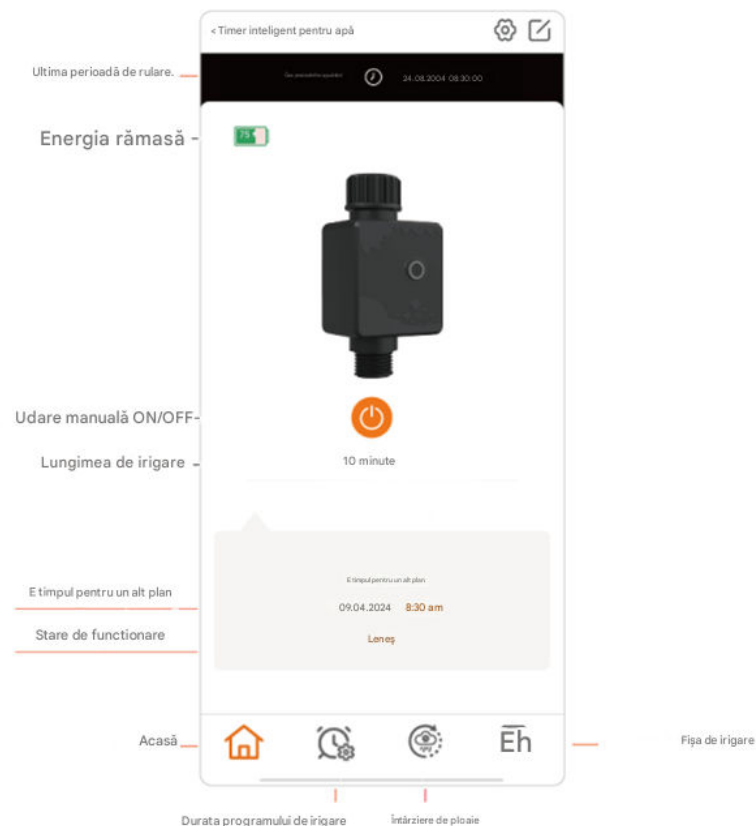 < Timer inteligent pentru apă
Ultima perioadă de rulare.
24.08.2004 08:30:00
Energia rămasă
75
Udare manuală ON/OFF
Lungimea de irigare
10 minute
E timpul pentru un alt plan
E timpul pentru un alt plan
09.04.2024 8:30 am
Stare de functionare
Leneș
Acasă
Eh
Fișa de irigare
Durata programului de irigare
Întârziere de ploaie